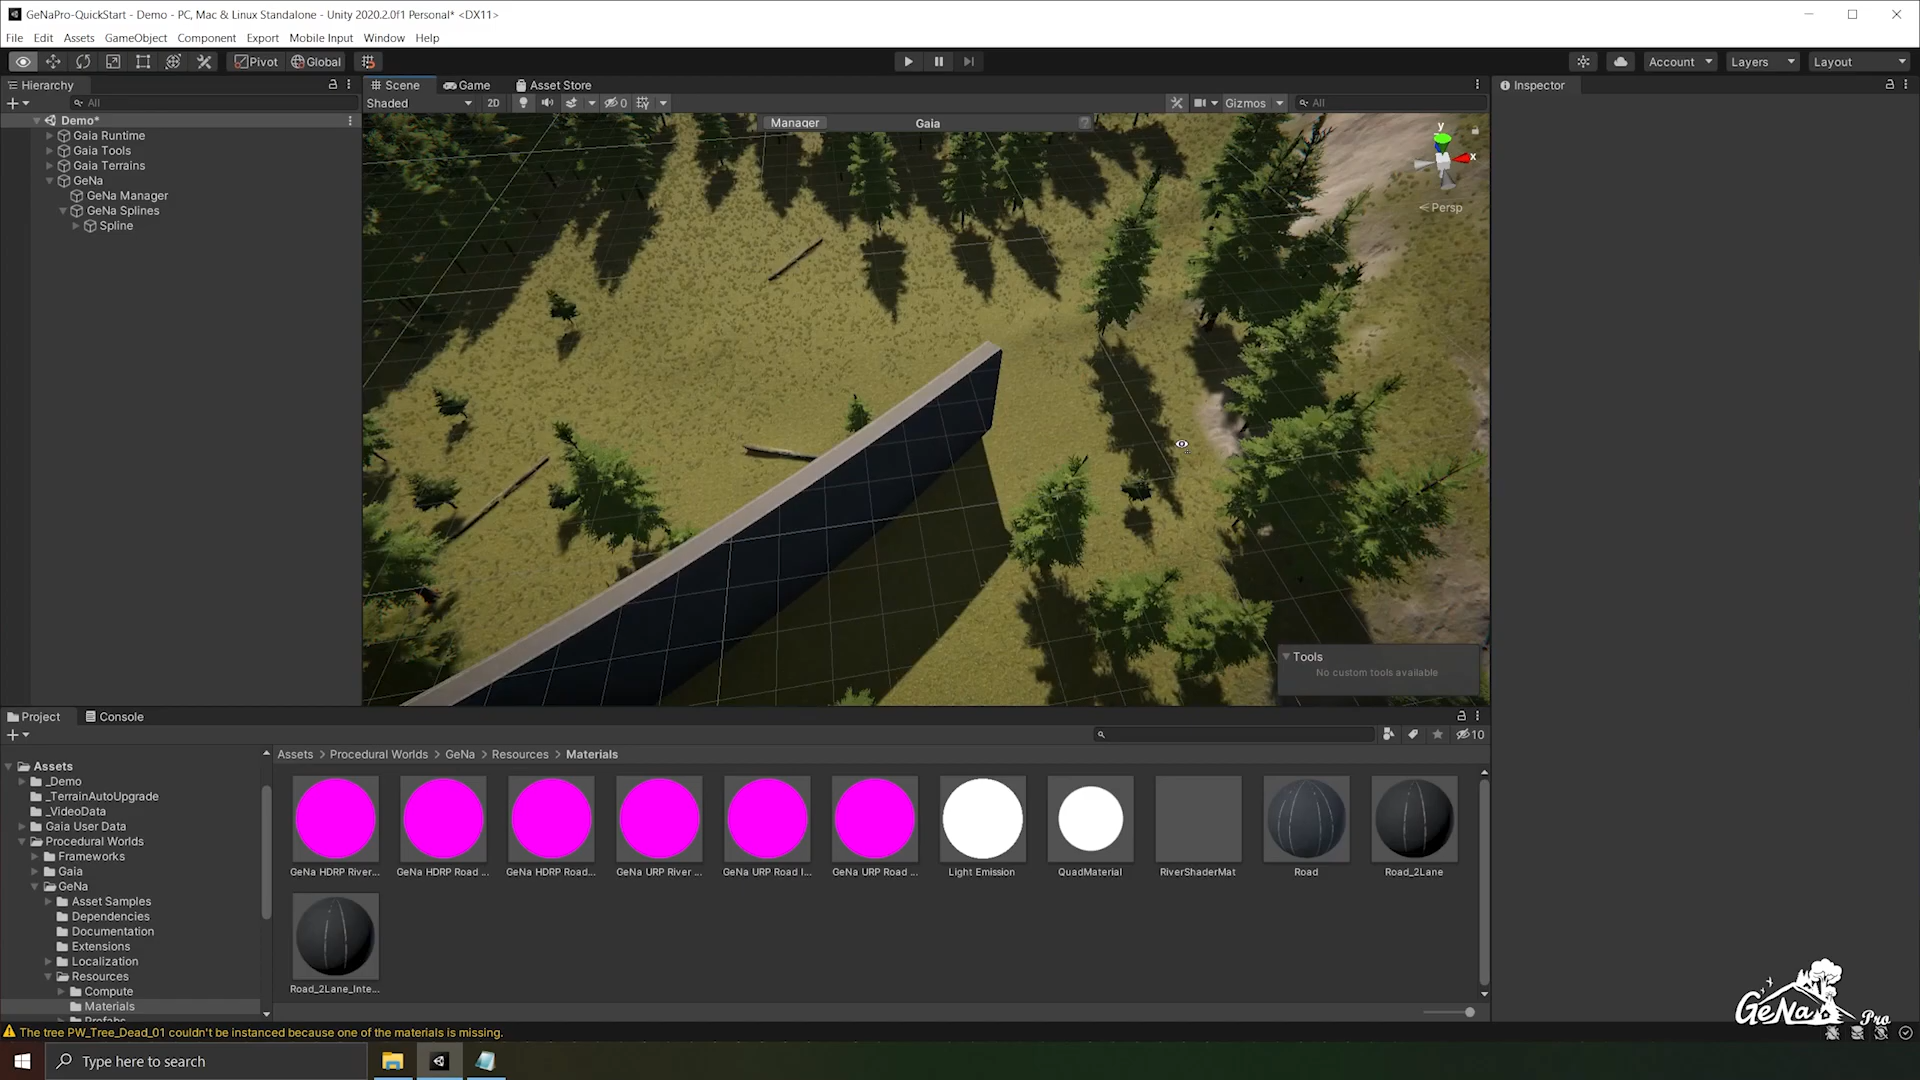 GeNaPro-QuickStart - Demo - PC, Mac & Linux Standalone - Unity 2020.2.0f1 Personal* <DX11>
File Edit Assets GameObject Component Export Mobile Input Window Help
Pivot Global Account Layers Layout
Hierarchy Scene Game Asset Store Inspector
All Shaded 2D 0 Gizmos All
Demo*
Manager Gaia
Gaia Runtime
Gaia Tools
Gaia Terrains
GeNa
GeNa Manager
GeNa Splines
Spline
y
x
Persp
Tools
No custom tools available
Project Console
10
Assets > Procedural Worlds > GeNa > Resources > Materials
Assets
_Demo
_TerrainAutoUpgrade
_VideoData
Gaia User Data
Procedural Worlds
Frameworks
Gaia
GeNa
Asset Samples
Dependencies
Documentation
Extensions
Localization
Resources
Compute
Materials
Prefabs
GeNa HDRP River... GeNa HDRP Road ... GeNa HDRP Road... GeNa URP River ... GeNa URP Road I... GeNa URP Road ... Light Emission QuadMaterial RiverShaderMat Road Road_2Lane
Road_2Lane_Inte...
GeNa Pro
The tree PW_Tree_Dead_01 couldn't be instanced because one of the materials is missing.
Type here to search